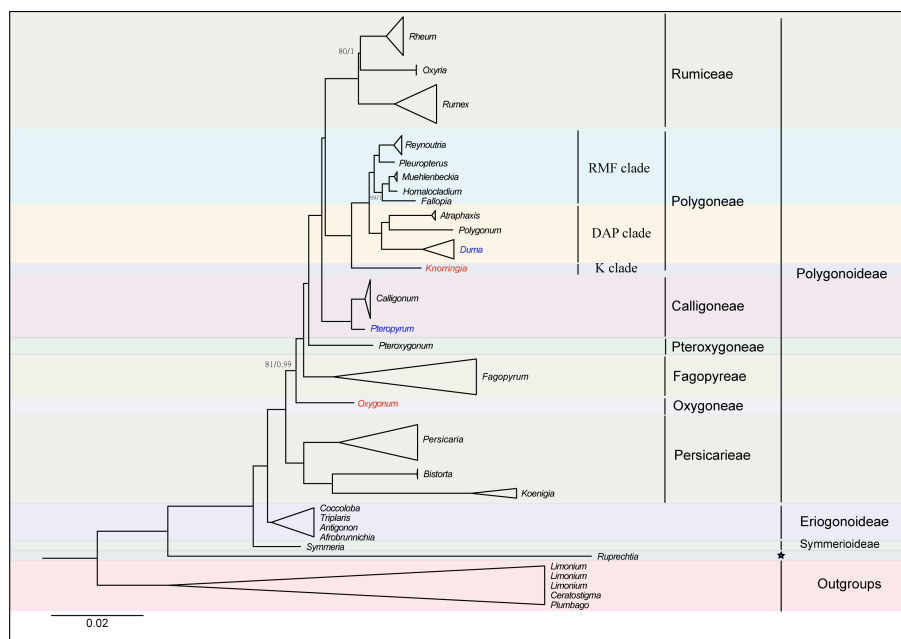 Rheum
80/1
Rumiceae
Oxyria
Rumex
Reynoutria
Pleuropterus
RMF clade
Muehlenbeckia
Homalocladium
Fallopia
Polygoneae
Atraphaxis
Polygonum
DAP clade
Duma
Knorringia
K clade
Polygonoideae
Calligonum
Calligoneae
Pteropyrum
Pteroxygonum
Pteroxygoneae
81/0.99
Fagopyrum
Fagopyreae
Oxygonum
Oxygoneae
Persicaria
Persicarieae
Bistorta
Koenigia
Coccoloba
Triplaris
Antigonon
Afrobrunnichia
Eriogonoideae
Symmeria
Symmerioideae
Ruprechtia
Limonium
Limonium
Limonium
Ceratostigma
Plumbago
Outgroups
0.02